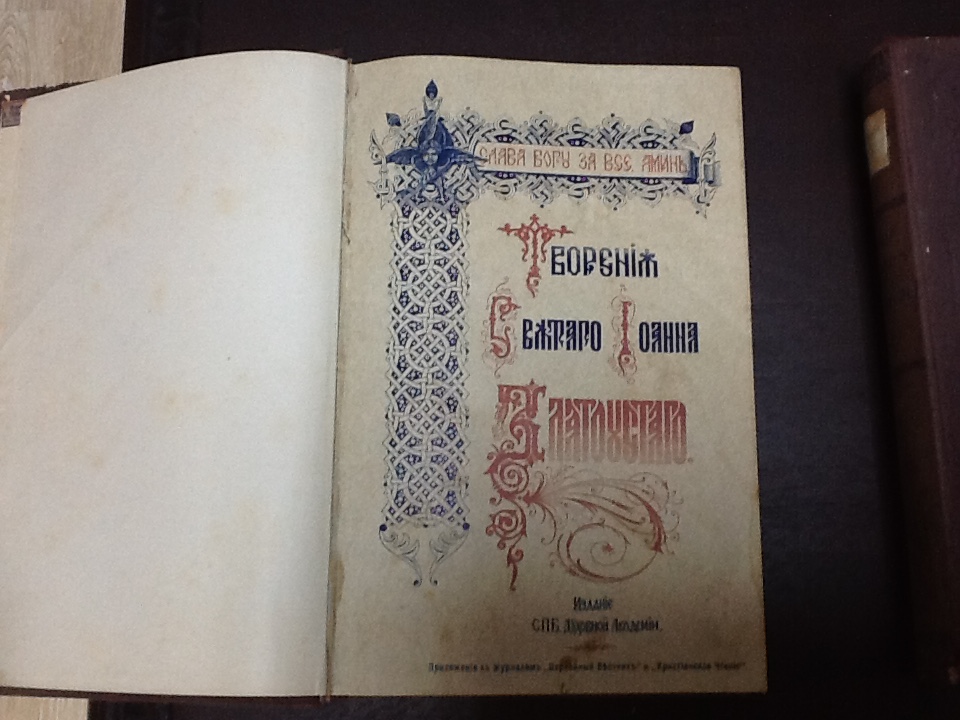 СЛАВА БОГУ ЗА ВСЕ. АМИНЬ
Творенія
Святаго Іоанна
Златоустаго.
Изданіе
С.П.Б. Духовной Академіи.
Приложеніе къ журналамъ „Церковный Вѣстникъ" и „Христіанское Чтеніе"